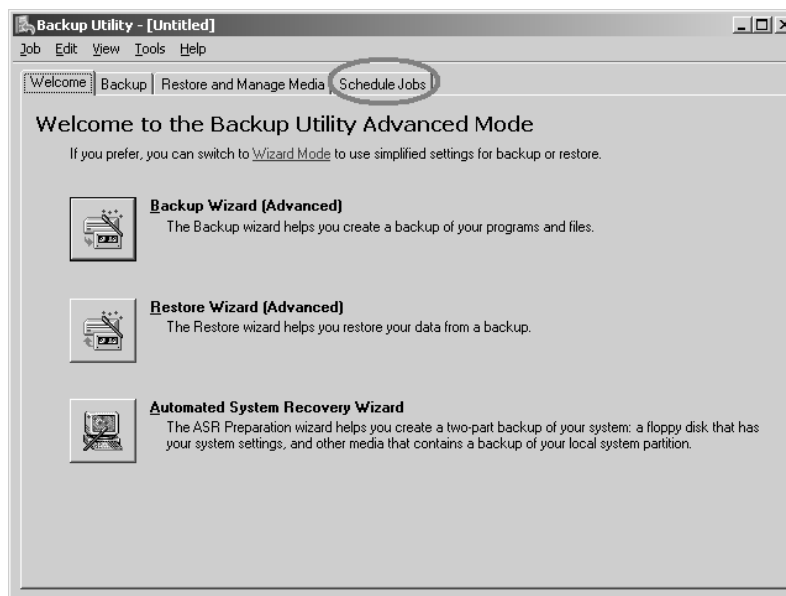 Backup Utility - [Untitled]
Job Edit View Tools Help
Welcome Backup Restore and Manage Media Schedule Jobs
Welcome to the Backup Utility Advanced Mode
If you prefer, you can switch to Wizard Mode to use simplified settings for backup or restore.
Backup Wizard (Advanced)
The Backup wizard helps you create a backup of your programs and files.
Restore Wizard (Advanced)
The Restore wizard helps you restore your data from a backup.
Automated System Recovery Wizard
The ASR Preparation wizard helps you create a two-part backup of your system: a floppy disk that has
your system settings, and other media that contains a backup of your local system partition.